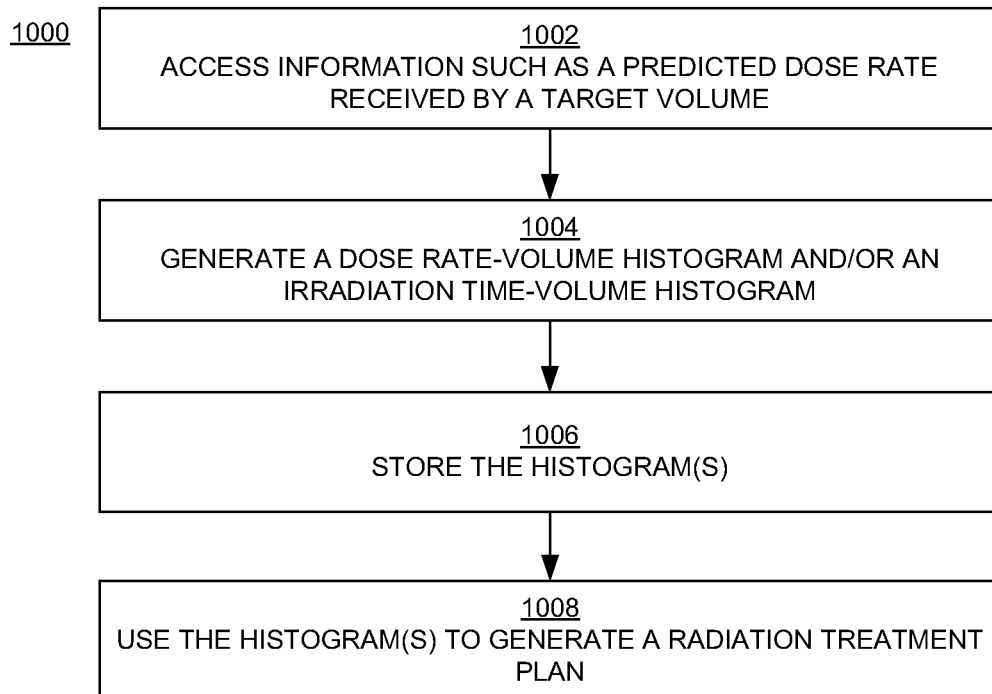 1000
1002
ACCESS INFORMATION SUCH AS A PREDICTED DOSE RATE
RECEIVED BY A TARGET VOLUME
1004
GENERATE A DOSE RATE-VOLUME HISTOGRAM AND/OR AN
IRRADIATION TIME-VOLUME HISTOGRAM
1006
STORE THE HISTOGRAM(S)
1008
USE THE HISTOGRAM(S) TO GENERATE A RADIATION TREATMENT
PLAN